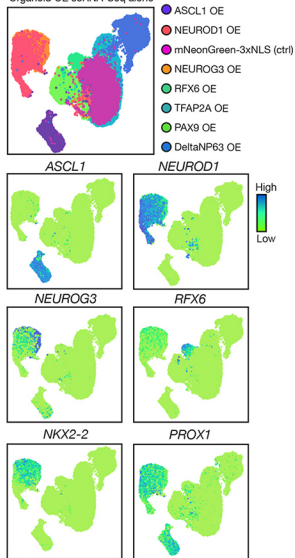 Organoid OE scRNA-seq alone
ASCL1 OE
NEUROD1 OE
mNeonGreen-3xNLS (ctrl)
NEUROG3 OE
RFX6 OE
TFAP2A OE
PAX9 OE
DeltaNP63 OE
ASCL1
NEUROD1
High
Low
NEUROG3
RFX6
NKX2-2
PROX1